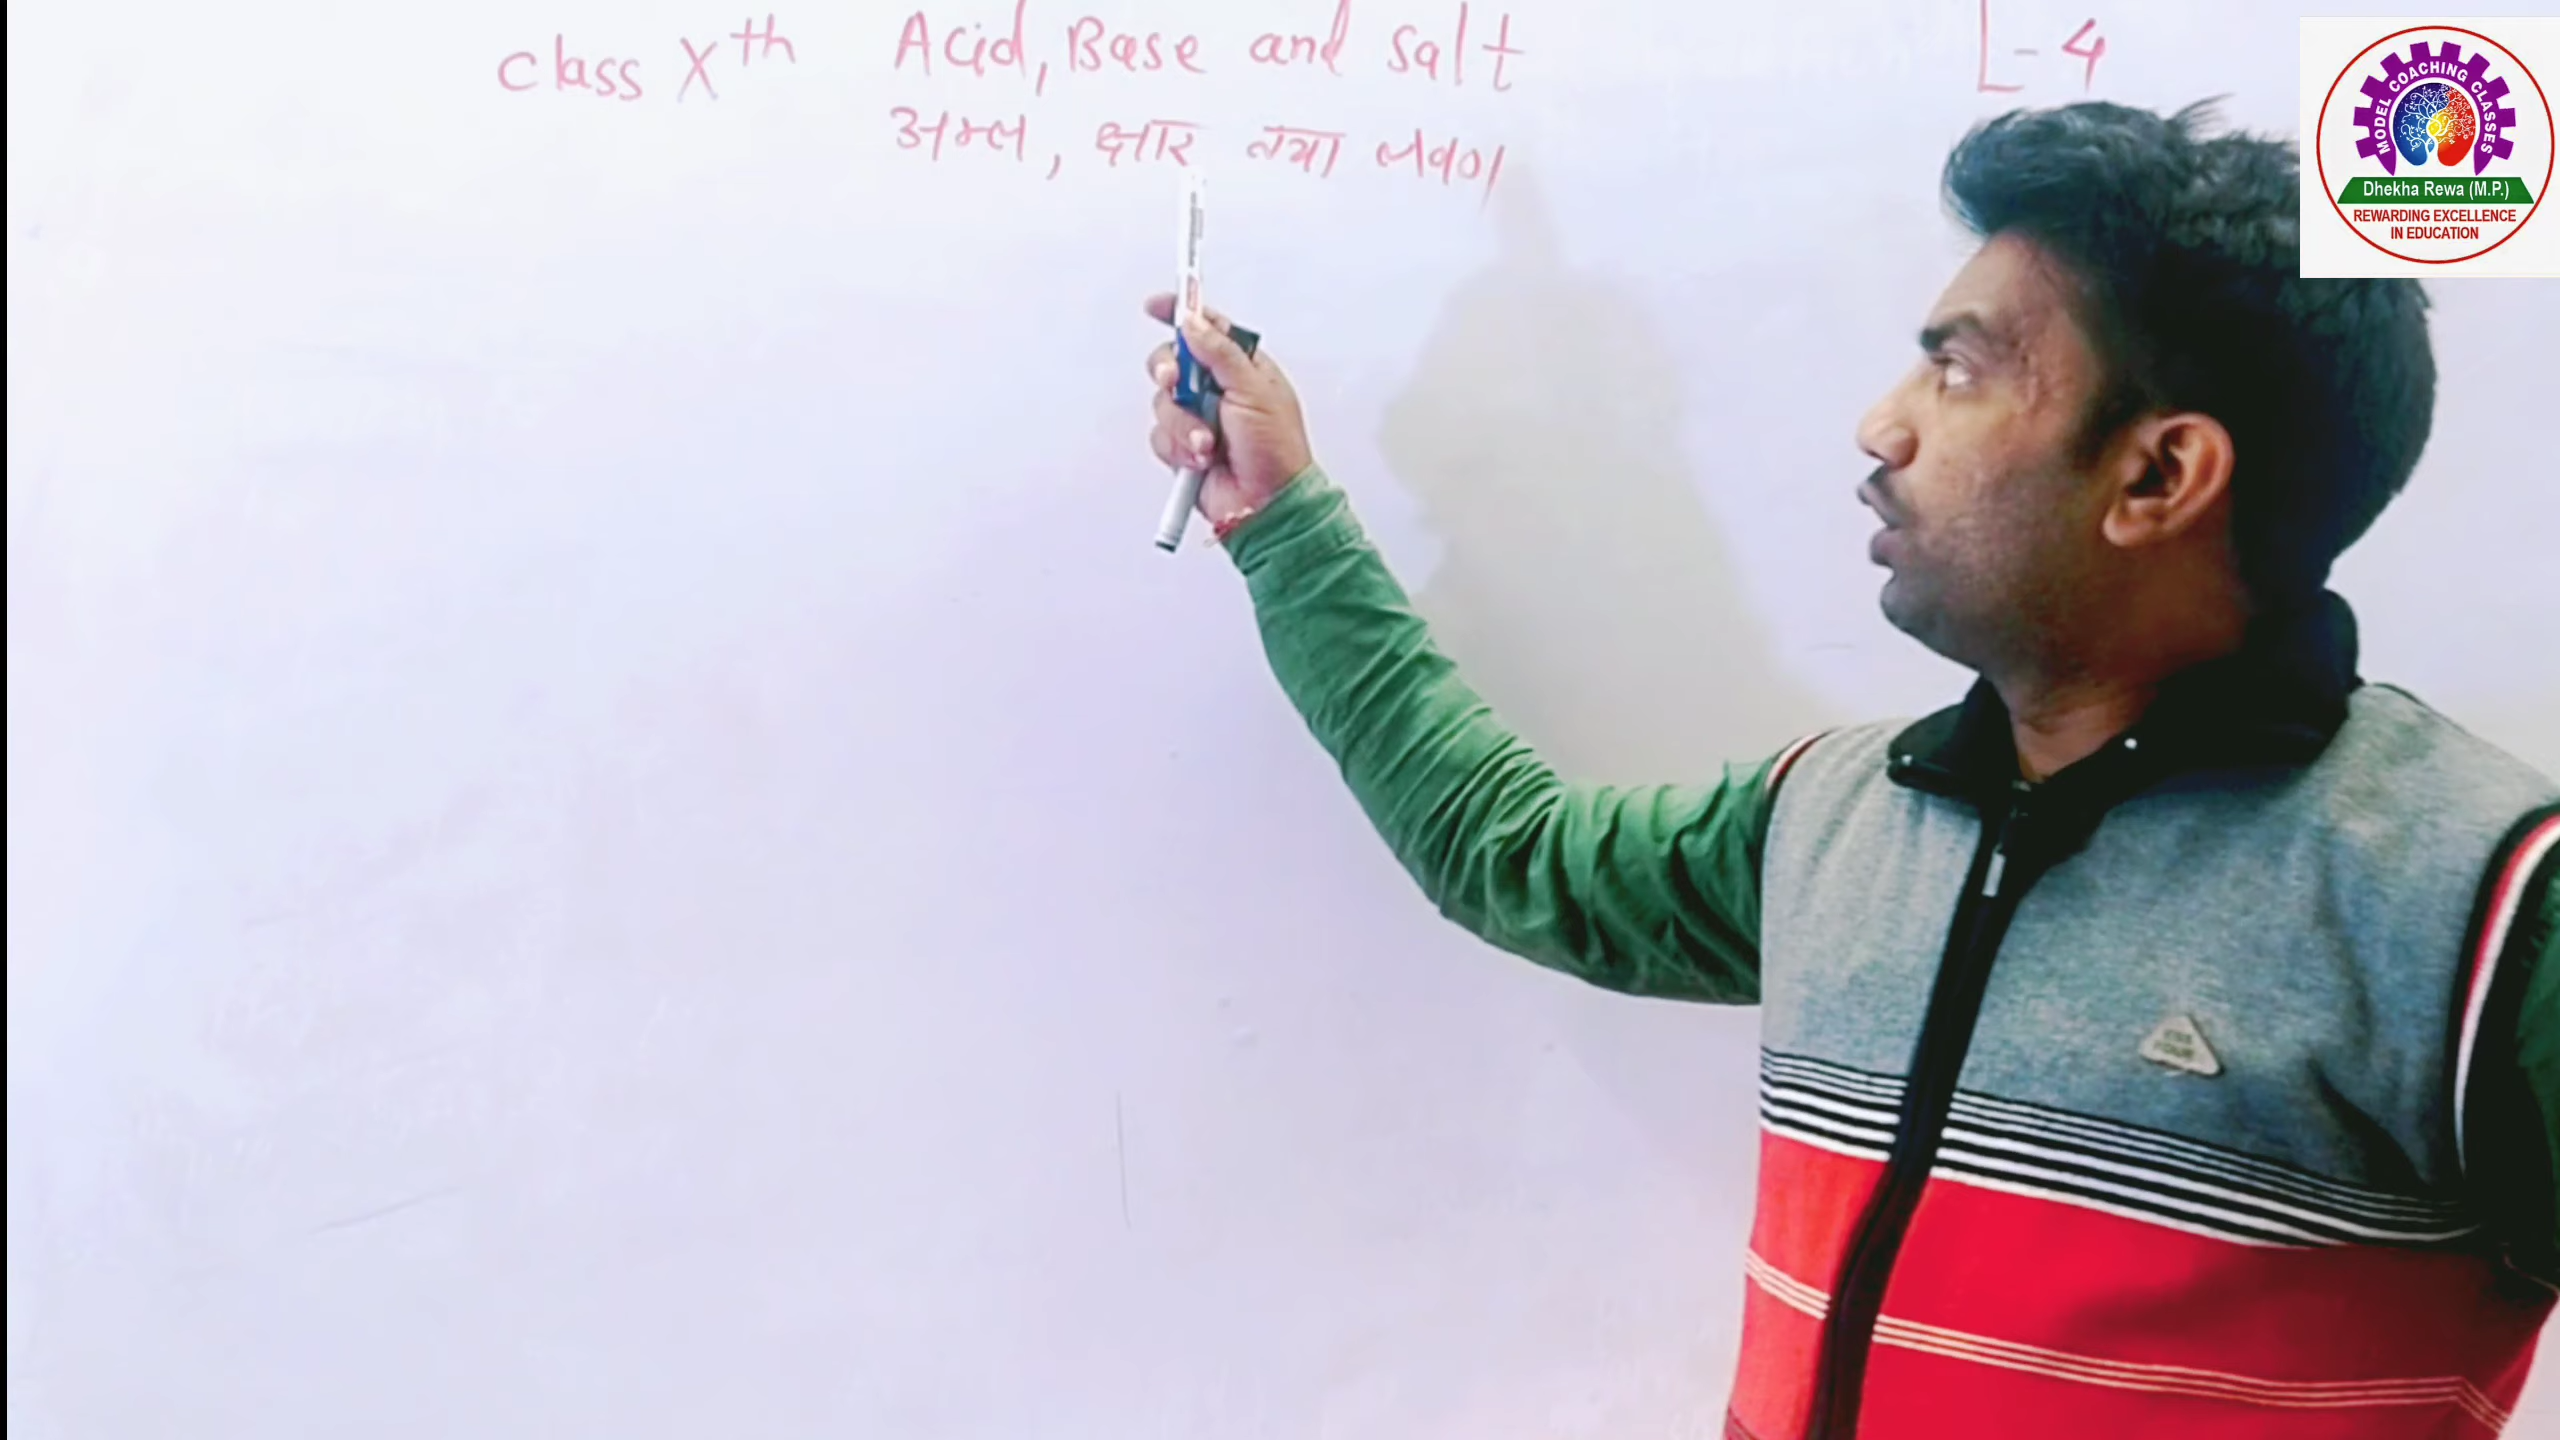 class Xth Acid, Base and Salt L-4
अम्ल, क्षार तथा लवण
MODEL COACHING CLASSES
Dhekha Rewa (M.P.)
REWARDING EXCELLENCE
IN EDUCATION